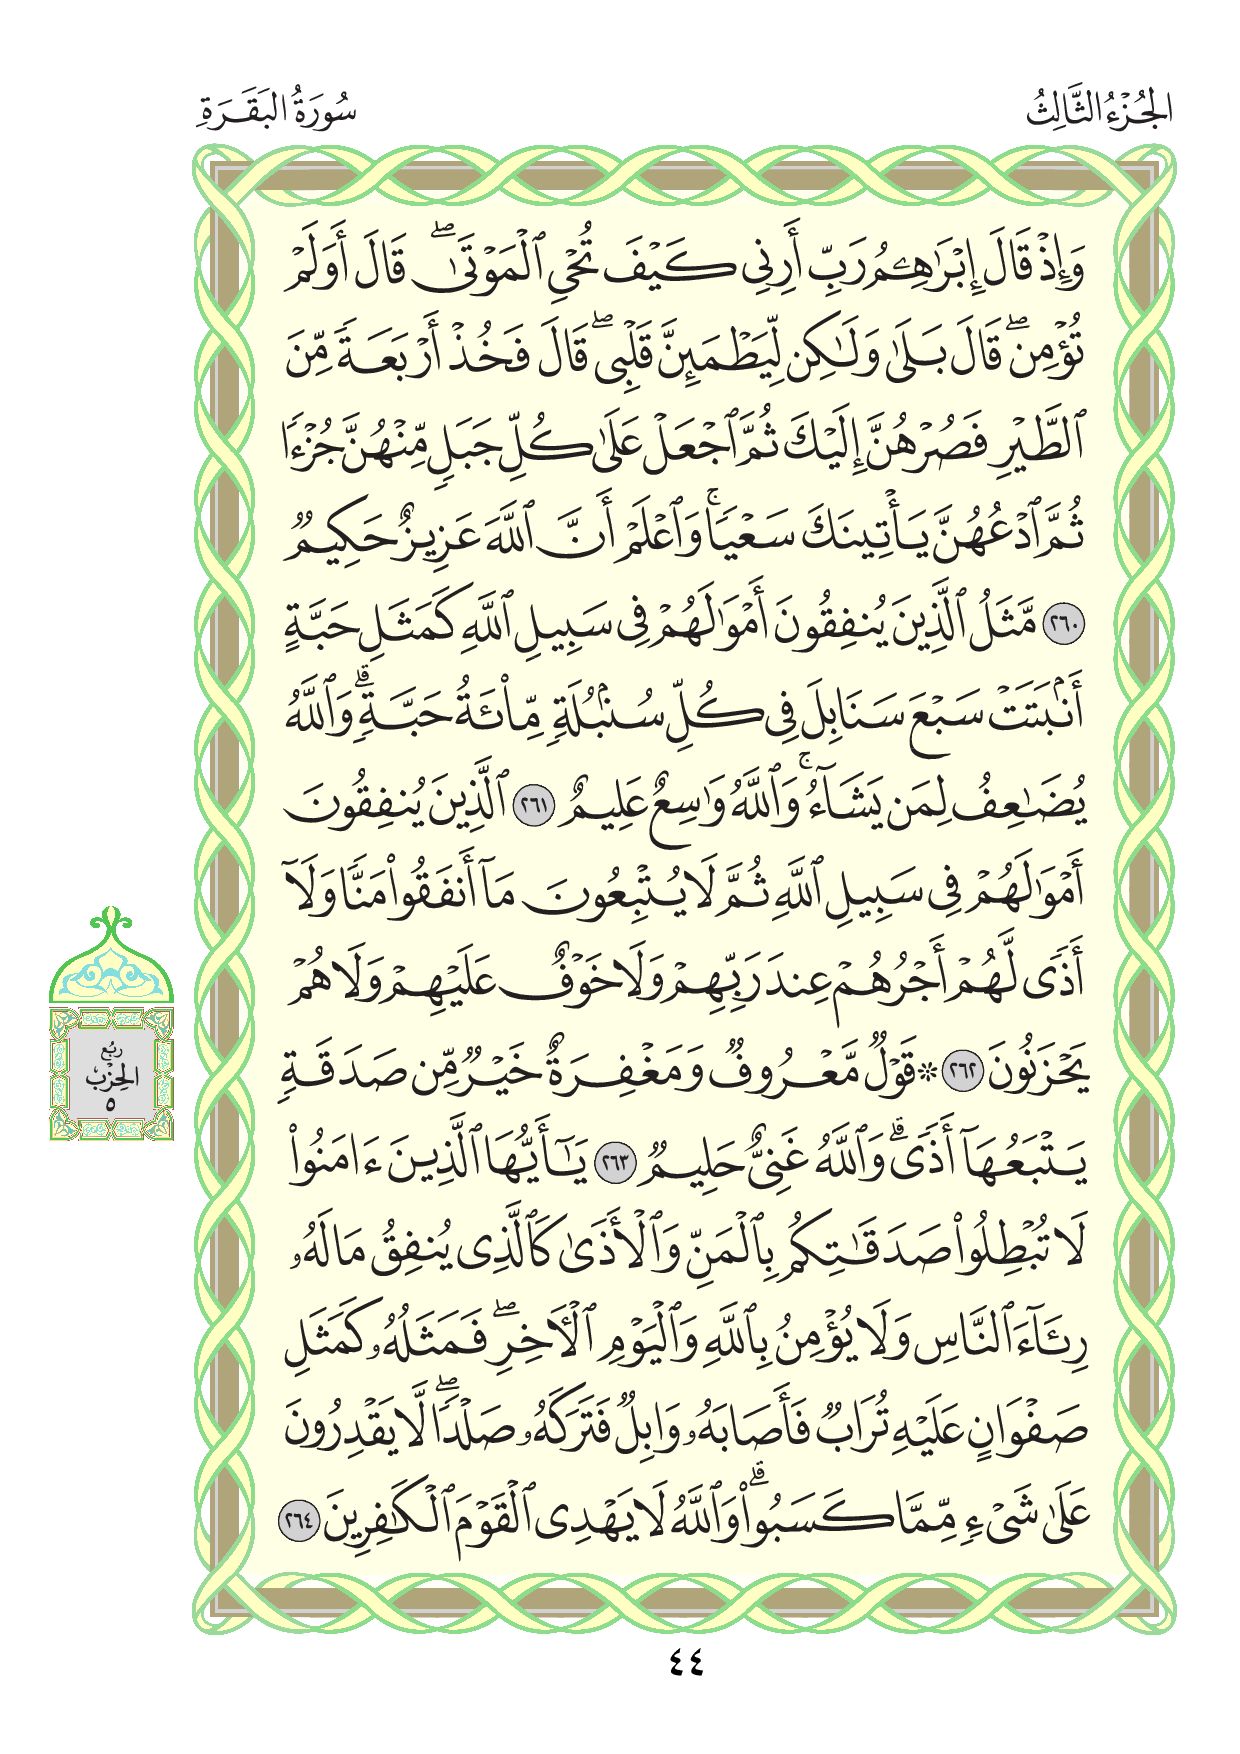 الجُزْءُ الثَّالِثُ
سُورَةُ البَقَرَةِ
وَإِذْ قَالَ إِبْرَٰهِـۧمُ رَبِّ أَرِنِى كَيْفَ تُحْىِ ٱلْمَوْتَىٰ ۖ قَالَ أَوَلَمْ
تُؤْمِن ۖ قَالَ بَلَىٰ وَلَـٰكِن لِّيَطْمَئِنَّ قَلْبِى ۖ قَالَ فَخُذْ أَرْبَعَةً مِّنَ
ٱلطَّيْرِ فَصُرْهُنَّ إِلَيْكَ ثُمَّ ٱجْعَلْ عَلَىٰ كُلِّ جَبَلٍ مِّنْهُنَّ جُزْءًا
ثُمَّ ٱدْعُهُنَّ يَأْتِينَكَ سَعْيًا ۚ وَٱعْلَمْ أَنَّ ٱللَّهَ عَزِيزٌ حَكِيمٌ
٢٦٠ مَّثَلُ ٱلَّذِينَ يُنفِقُونَ أَمْوَٰلَهُمْ فِى سَبِيلِ ٱللَّهِ كَمَثَلِ حَبَّةٍ
أَنۢبَتَتْ سَبْعَ سَنَابِلَ فِى كُلِّ سُنۢبُلَةٍ مِّا۟ئَةُ حَبَّةٍ ۗ وَٱللَّهُ
يُضَـٰعِفُ لِمَن يَشَآءُ ۚ وَٱللَّهُ وَٰسِعٌ عَلِيمٌ ٢٦١ ٱلَّذِينَ يُنفِقُونَ
أَمْوَٰلَهُمْ فِى سَبِيلِ ٱللَّهِ ثُمَّ لَا يُتْبِعُونَ مَآ أَنفَقُوا۟ مَنًّا وَلَآ
أَذًى لَّهُمْ أَجْرُهُمْ عِندَ رَبِّهِمْ وَلَا خَوْفٌ عَلَيْهِمْ وَلَا هُمْ
يَحْزَنُونَ ٢٦٢ ۞ قَوْلٌ مَّعْرُوفٌ وَمَغْفِرَةٌ خَيْرٌ مِّن صَدَقَةٍ
يَتْبَعُهَآ أَذًى ۗ وَٱللَّهُ غَنِىٌّ حَلِيمٌ ٢٦٣ يَـٰٓأَيُّهَا ٱلَّذِينَ ءَامَنُوا۟
لَا تُبْطِلُوا۟ صَدَقَـٰتِكُم بِٱلْمَنِّ وَٱلْأَذَىٰ كَٱلَّذِى يُنفِقُ مَالَهُۥ
رِئَآءَ ٱلنَّاسِ وَلَا يُؤْمِنُ بِٱللَّهِ وَٱلْيَوْمِ ٱلْـَٔاخِرِ ۖ فَمَثَلُهُۥ كَمَثَلِ
صَفْوَانٍ عَلَيْهِ تُرَابٌ فَأَصَابَهُۥ وَابِلٌ فَتَرَكَهُۥ صَلْدًا ۖ لَّا يَقْدِرُونَ
عَلَىٰ شَىْءٍ مِّمَّا كَسَبُوا۟ ۗ وَٱللَّهُ لَا يَهْدِى ٱلْقَوْمَ ٱلْكَـٰفِرِينَ ٢٦٤
رُبُع
الحِزْب
٥
٤٤